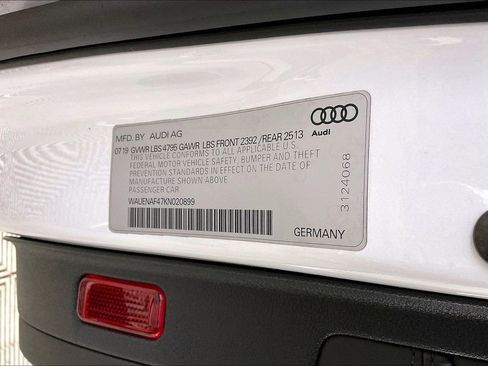 MFD. BY AUDI AG
0719 GVWR LBS 4795 GAWR LBS FRONT 2392 /REAR 2513
THIS VEHICLE CONFORMS TO ALL APPLICABLE U.S.
FEDERAL MOTOR VEHICLE SAFETY, BUMPER AND THEFT
PREVENTION STANDARDS IN EFFECT ON THE DATE OF
MANUFACTURE SHOWN ABOVE
PASSENGER CAR
WAUENAF47KN020899
Audi
3124068
GERMANY